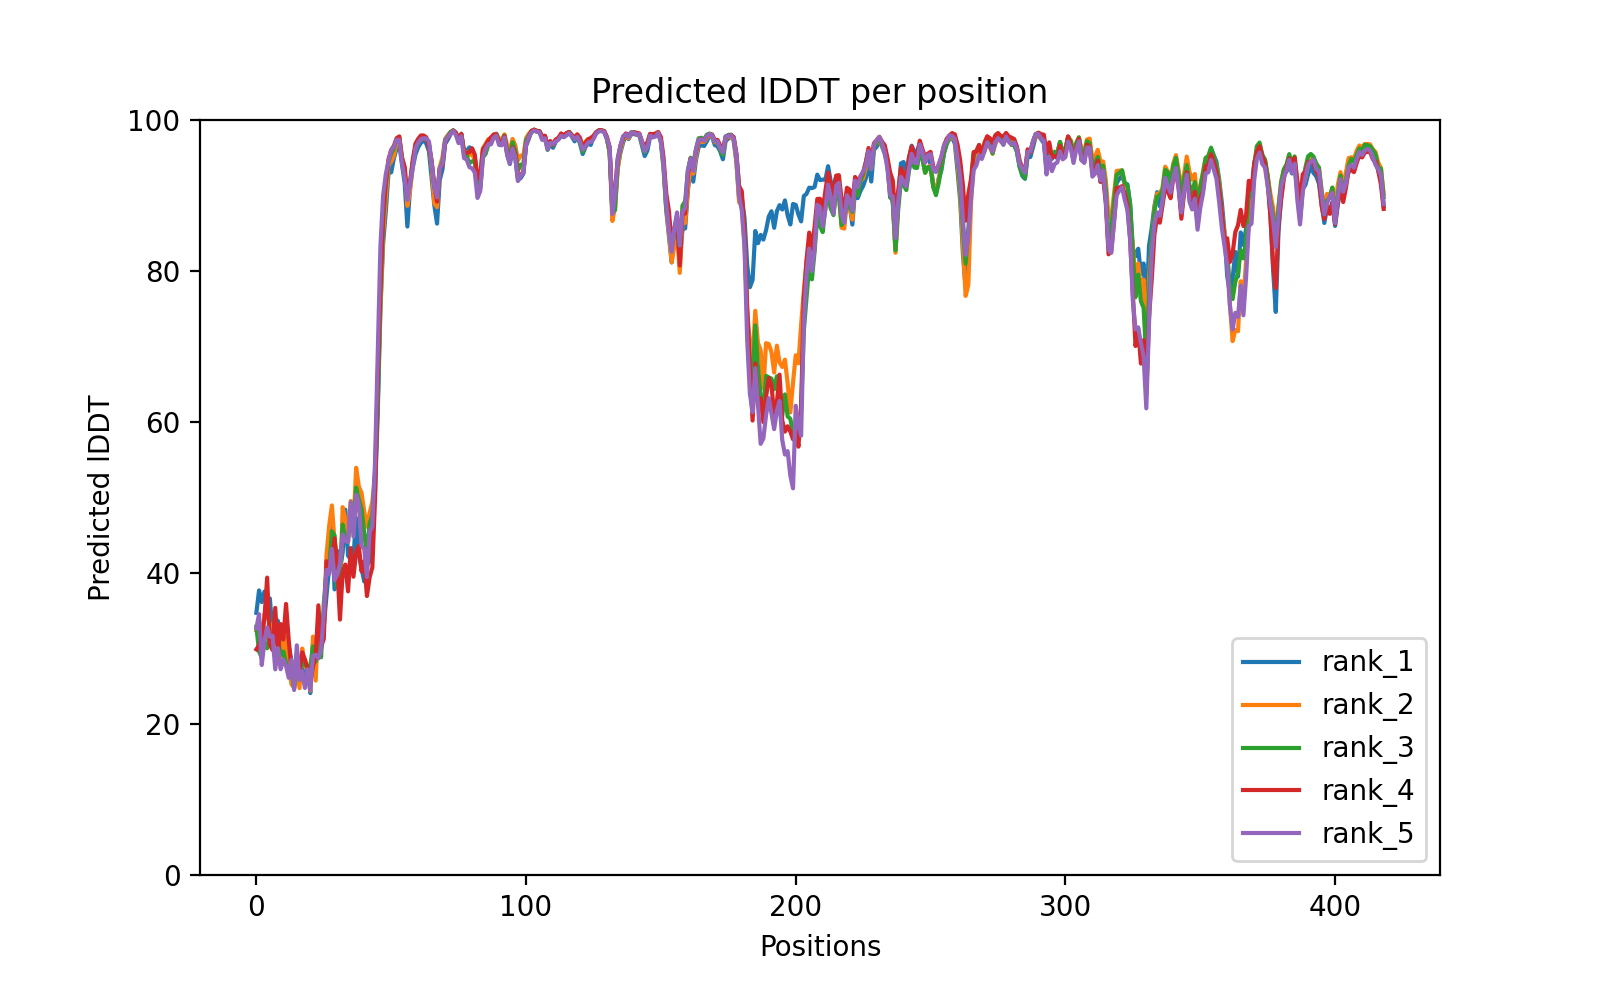 Predicted lDDT per position
100
80
60
40
20
0
Predicted lDDT
0 100 200 300 400
Positions
rank_1
rank_2
rank_3
rank_4
rank_5